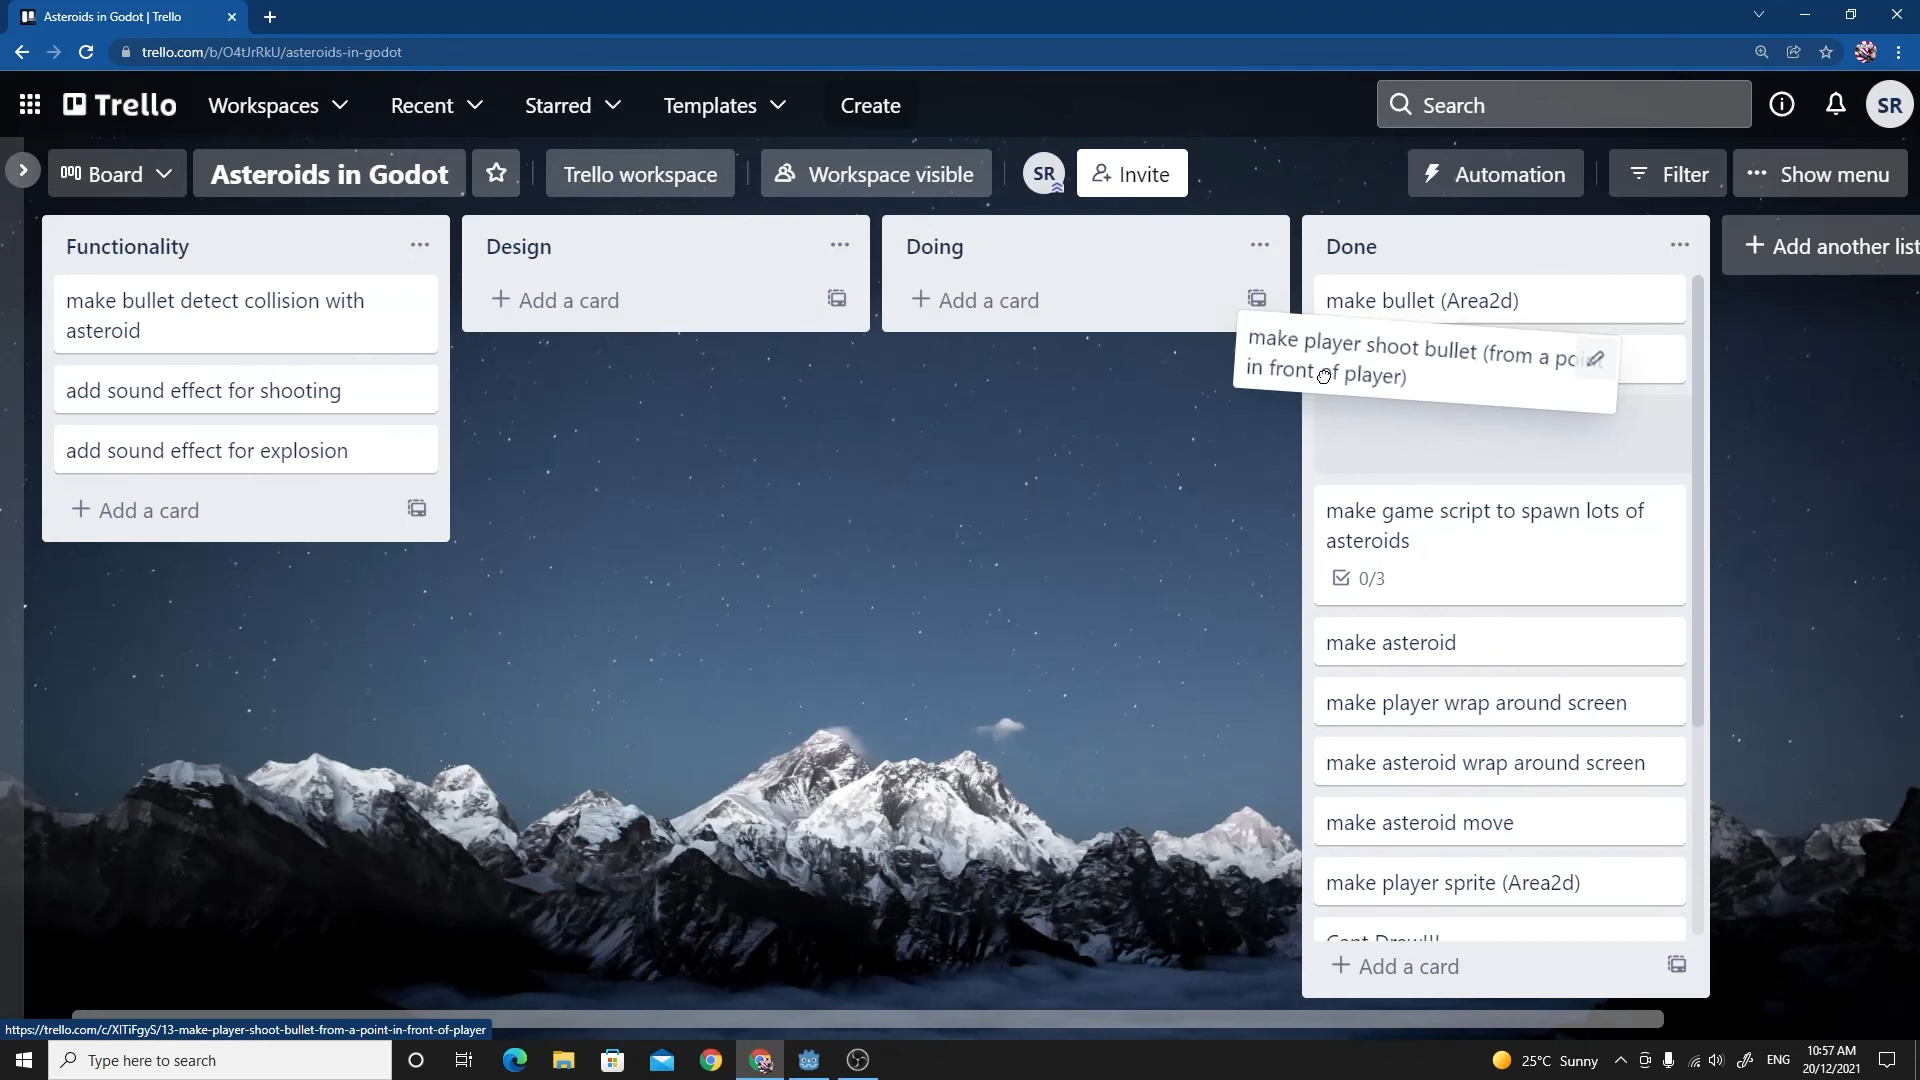 Asteroids in Godot | Trello
trello.com/b/O4tJrRkU/asteroids-in-godot
Trello
Workspaces
Recent
Starred
Templates
Create
Search
SR
Board
Asteroids in Godot
Trello workspace
Workspace visible
SR
Invite
Automation
Filter
Show menu
Functionality
make bullet detect collision with
asteroid
add sound effect for shooting
add sound effect for explosion
Add a card
Design
Add a card
Doing
Add a card
Done
make bullet (Area2d)
make player shoot bullet (from a point
in front of player)
make game script to spawn lots of
asteroids
0/3
make asteroid
make player wrap around screen
make asteroid wrap around screen
make asteroid move
make player sprite (Area2d)
Add a card
Add another list
https://trello.com/c/XITiFgyS/13-make-player-shoot-bullet-from-a-point-in-front-of-player
Type here to search
25°C Sunny
ENG
10:57 AM
20/12/2021